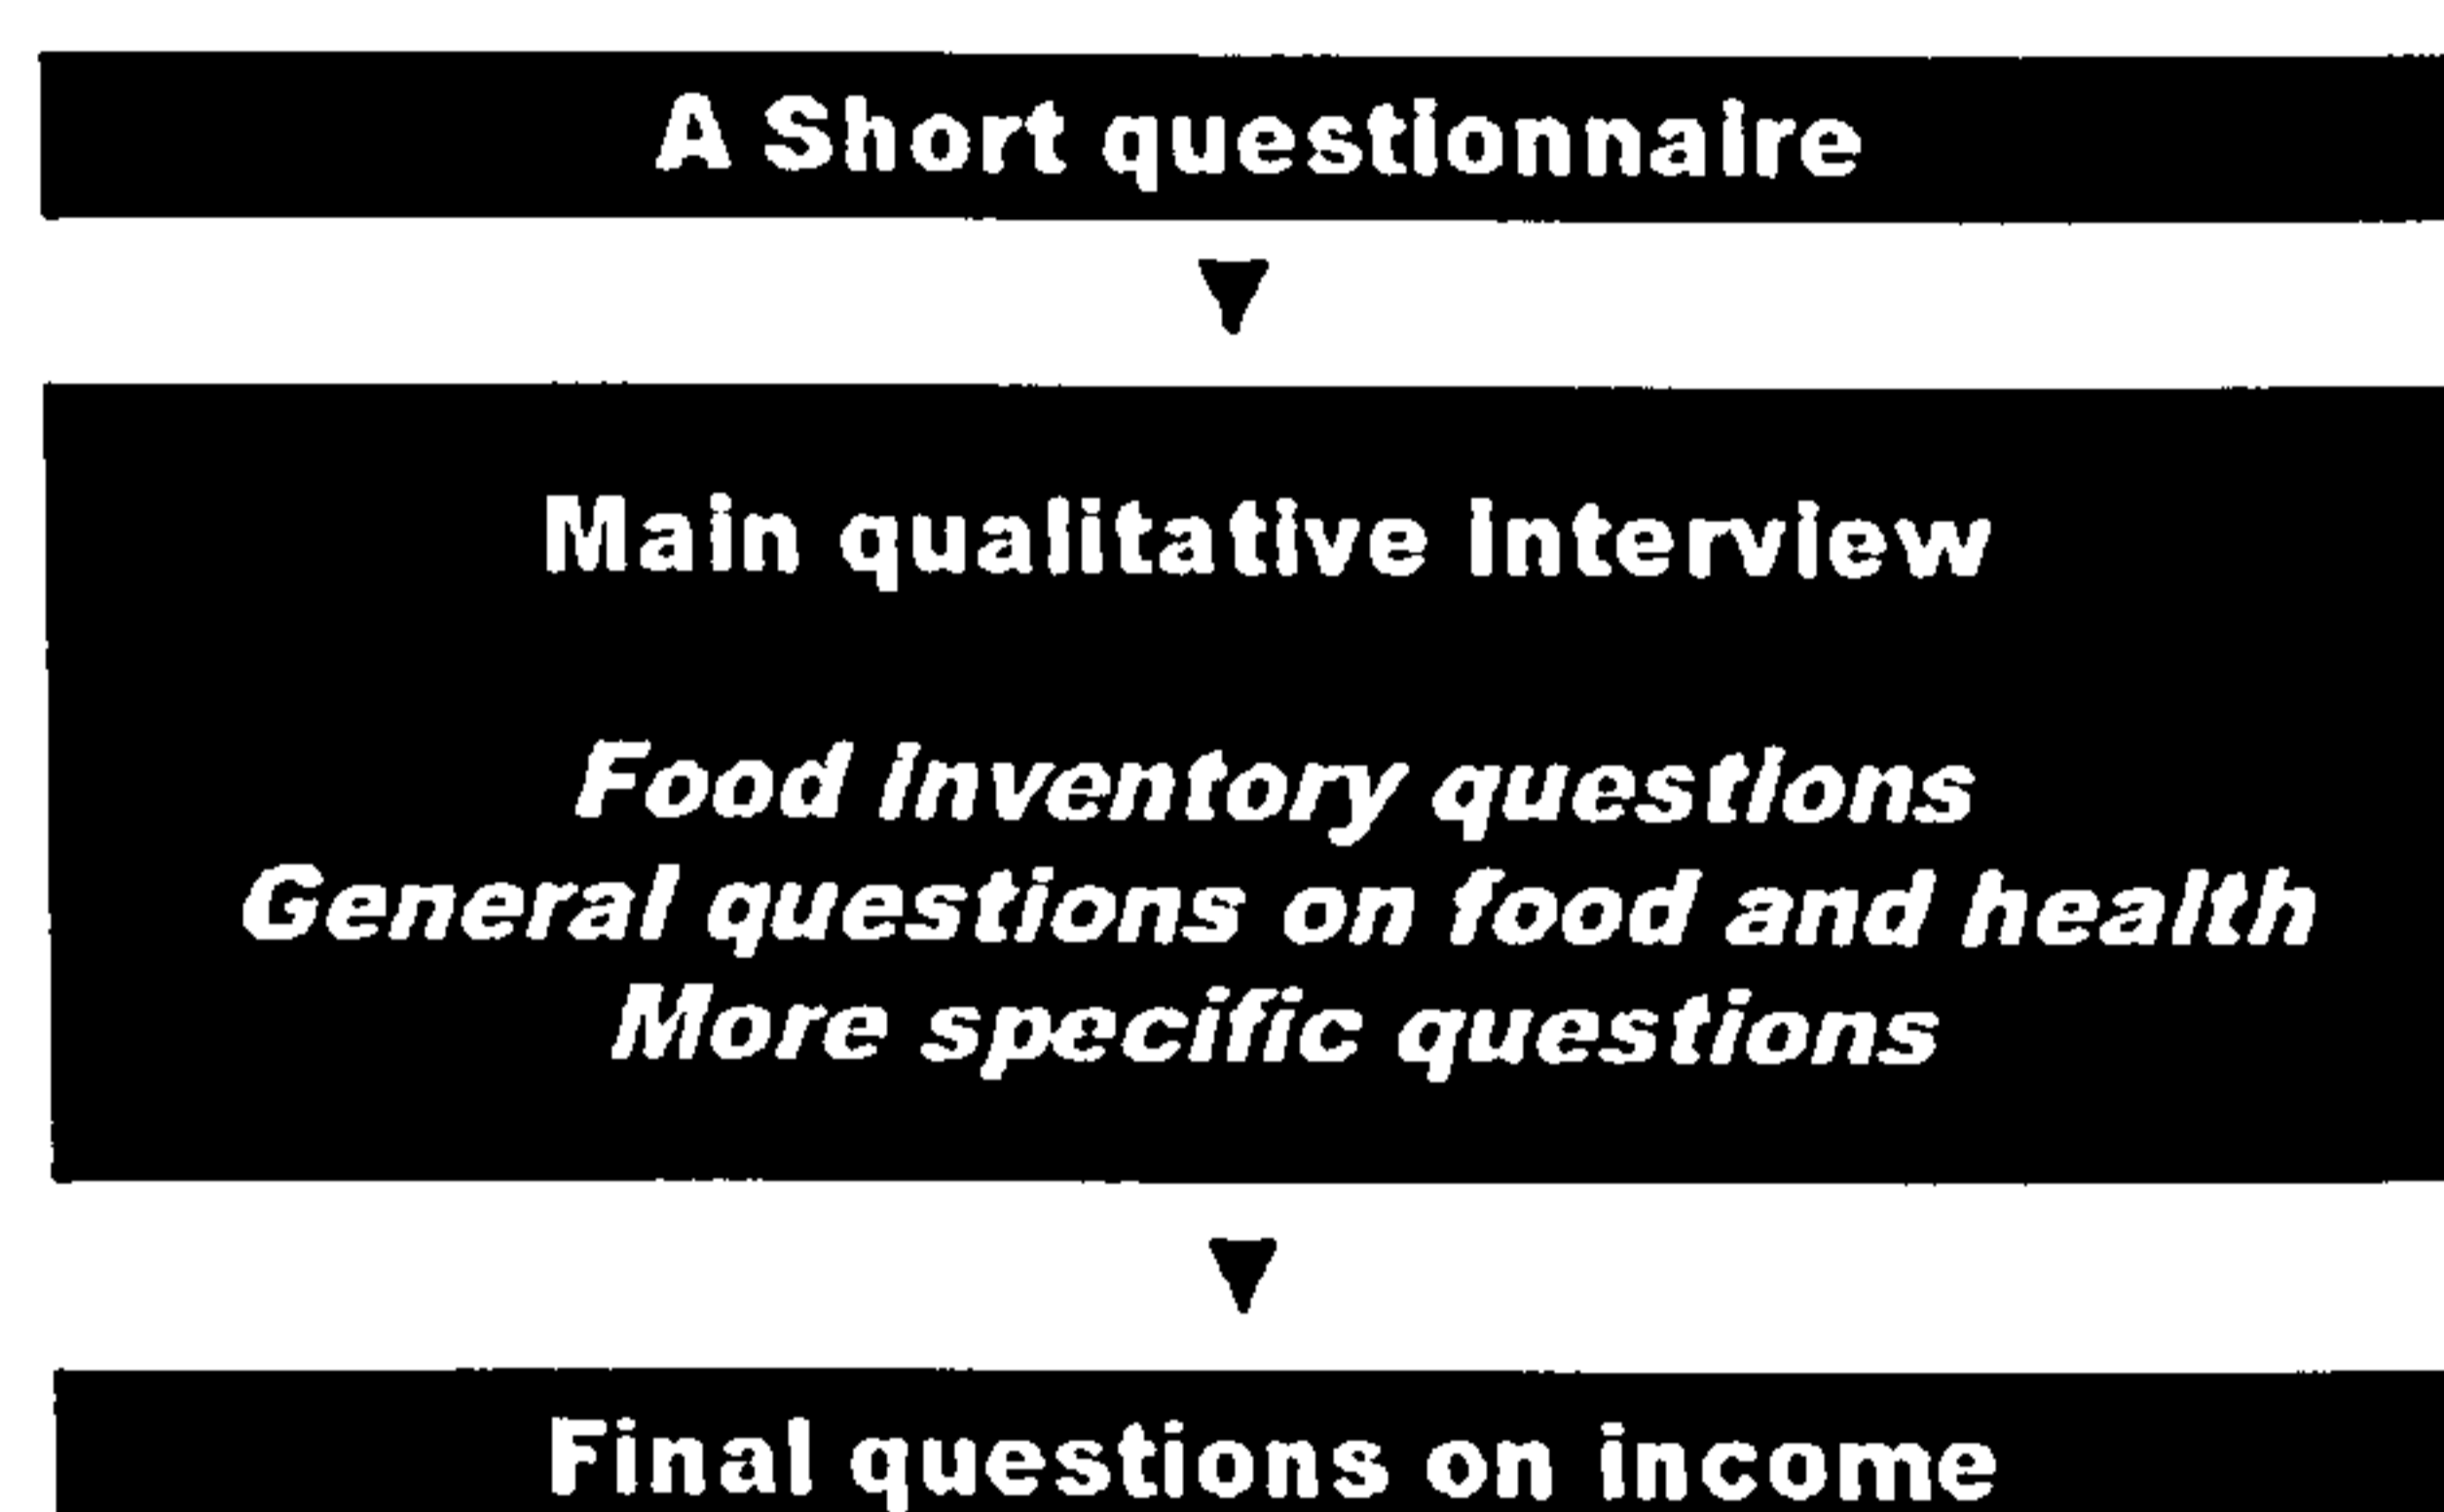 A Short questionnaire
Main qualitative interview
Food inventory questions
General questions on food and health
More specific questions
Final questions on income